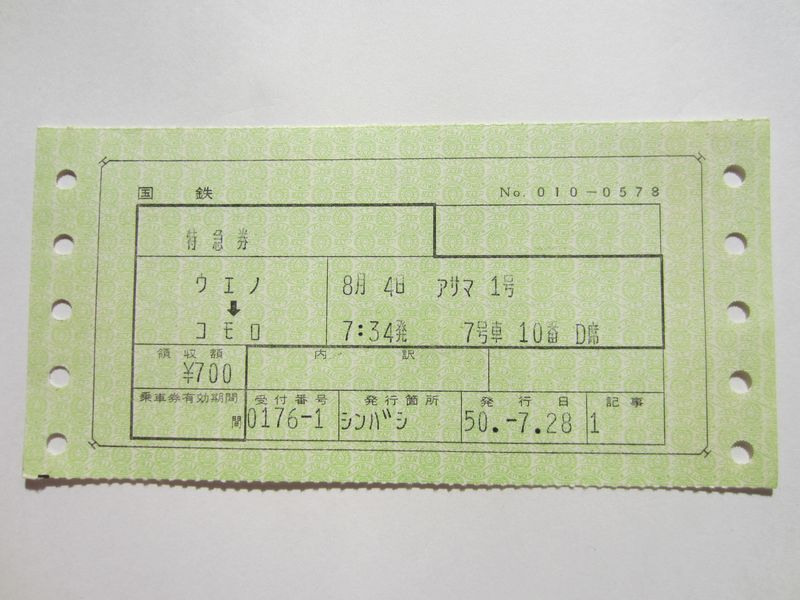 国 鉄 No. 010-0578
特急券
ウエノ 8月 4日 アサマ 1号
⬇
コモロ 7:34発 7号車 10番 D席
領収額 内 訳
¥700
乗車券有効期間 受付番号 発行箇所 発 行 日 記事
間 0176-1 シンバシ 50.-7.28 1